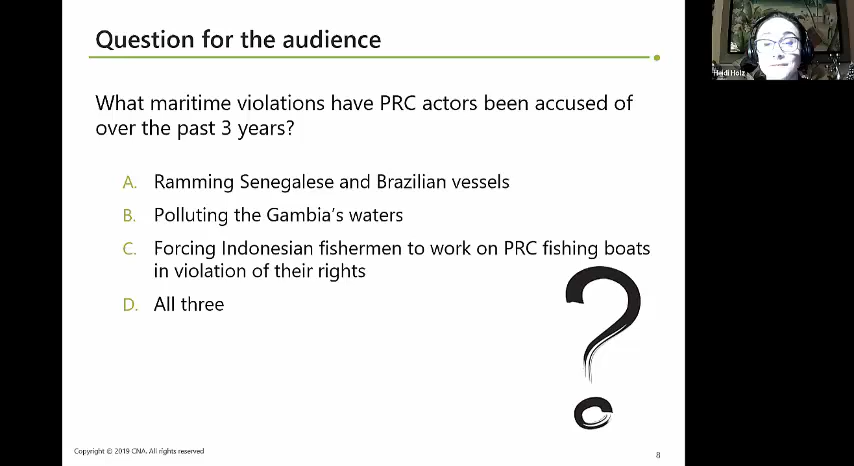 Question for the audience
Heidi Holz
What maritime violations have PRC actors been accused of
over the past 3 years?
A. Ramming Senegalese and Brazilian vessels
B. Polluting the Gambia's waters
C. Forcing Indonesian fishermen to work on PRC fishing boats
in violation of their rights
D. All three
?
Copyright © 2019 CNA. All rights reserved
8